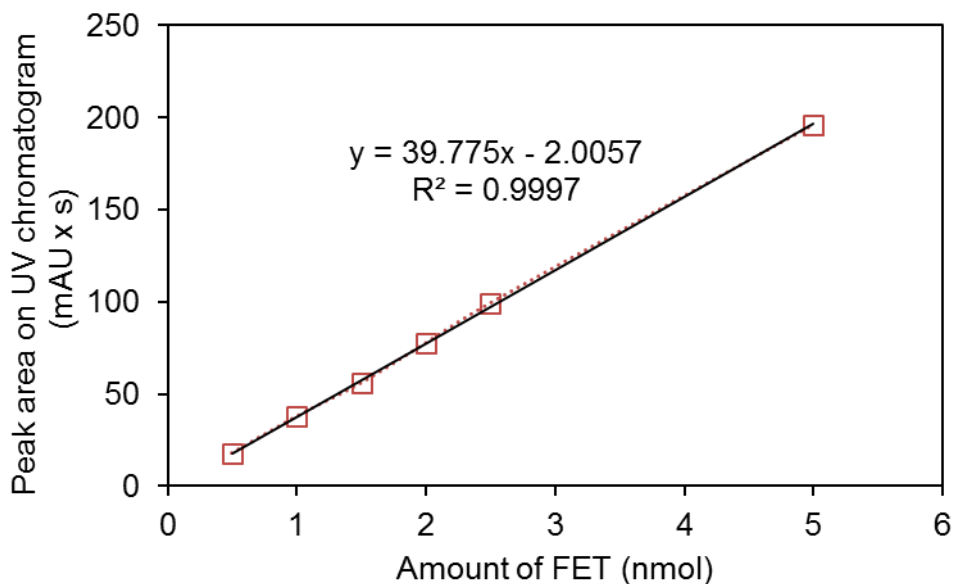 250
200
150
100
50
0
Peak area on UV chromatogram
(mAU x s)
y = 39.775x - 2.0057
R² = 0.9997
0 1 2 3 4 5 6
Amount of FET (nmol)